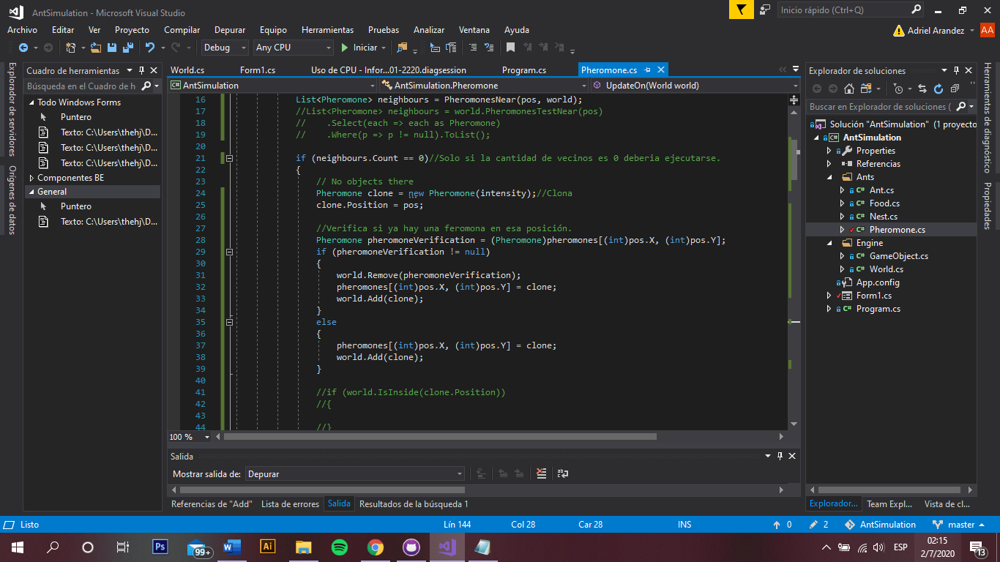 AntSimulation - Microsoft Visual Studio
Inicio rápido (Ctrl+Q)
Archivo Editar Ver Proyecto Compilar Depurar Equipo Herramientas Pruebas Analizar Ventana Ayuda
Adriel Arandez AA
Debug Any CPU Iniciar
Explorador de servidores
Orígenes de datos
Cuadro de herramientas
Búsqueda en el Cuadro de h
Todo Windows Forms
Puntero
Texto: C:\Users\thehj\D...
Texto: C:\Users\thehj\D...
Texto: C:\Users\thehj\D...
Componentes BE
General
Puntero
Texto: C:\Users\thehj\D...
World.cs Form1.cs Uso de CPU - Infor...01-2220.diagsession Program.cs Pheromone.cs
AntSimulation AntSimulation.Pheromone UpdateOn(World world)
16 List<Pheromone> neighbours = PheromonesNear(pos, world);
17 //List<Pheromone> neighbours = world.PheromonesTestNear(pos)
18 // .Select(each => each as Pheromone)
19 // .Where(p => p != null).ToList();
20
21 if (neighbours.Count == 0)//Solo si la cantidad de vecinos es 0 deberia ejecutarse.
22 {
23 // No objects there
24 Pheromone clone = new Pheromone(intensity);//Clona
25 clone.Position = pos;
26
27 //Verifica si ya hay una feromona en esa posición.
28 Pheromone pheromoneVerification = (Pheromone)pheromones[(int)pos.X, (int)pos.Y];
29 if (pheromoneVerification != null)
30 {
31 world.Remove(pheromoneVerification);
32 pheromones[(int)pos.X, (int)pos.Y] = clone;
33 world.Add(clone);
34 }
35 else
36 {
37 pheromones[(int)pos.X, (int)pos.Y] = clone;
38 world.Add(clone);
39 }
40
41 //if (world.IsInside(clone.Position))
42 //{
43
44 //}
100 %
Salida
Mostrar salida de: Depurar
Referencias de "Add" Lista de errores Salida Resultados de la búsqueda 1
Explorador de soluciones
Buscar en Explorador de soluciones (
Solución "AntSimulation" (1 proyecto
AntSimulation
Properties
Referencias
Ants
Ant.cs
Food.cs
Nest.cs
Pheromone.cs
Engine
GameObject.cs
World.cs
App.config
Form1.cs
Program.cs
Explorador... Team Expl... Vista de cl...
Herramientas de diagnóstico
Propiedades
Listo Lín 144 Col 28 Car 28 INS 0 2 AntSimulation master
Ps 99+ W Ai ESP 02:15
2/7/2020 13